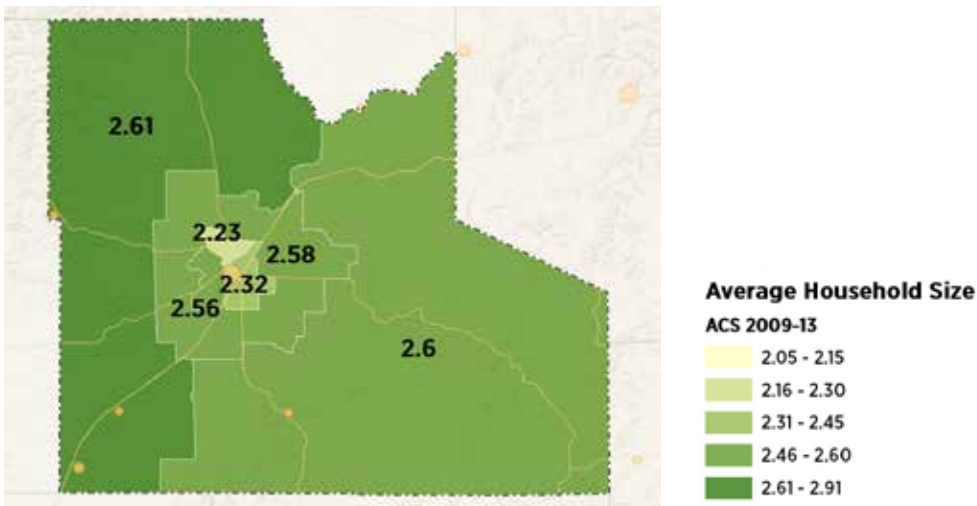 2.61
2.23
2.58
2.32
2.56
2.6
Average Household Size
ACS 2009-13
2.05 - 2.15
2.16 - 2.30
2.31 - 2.45
2.46 - 2.60
2.61 - 2.91